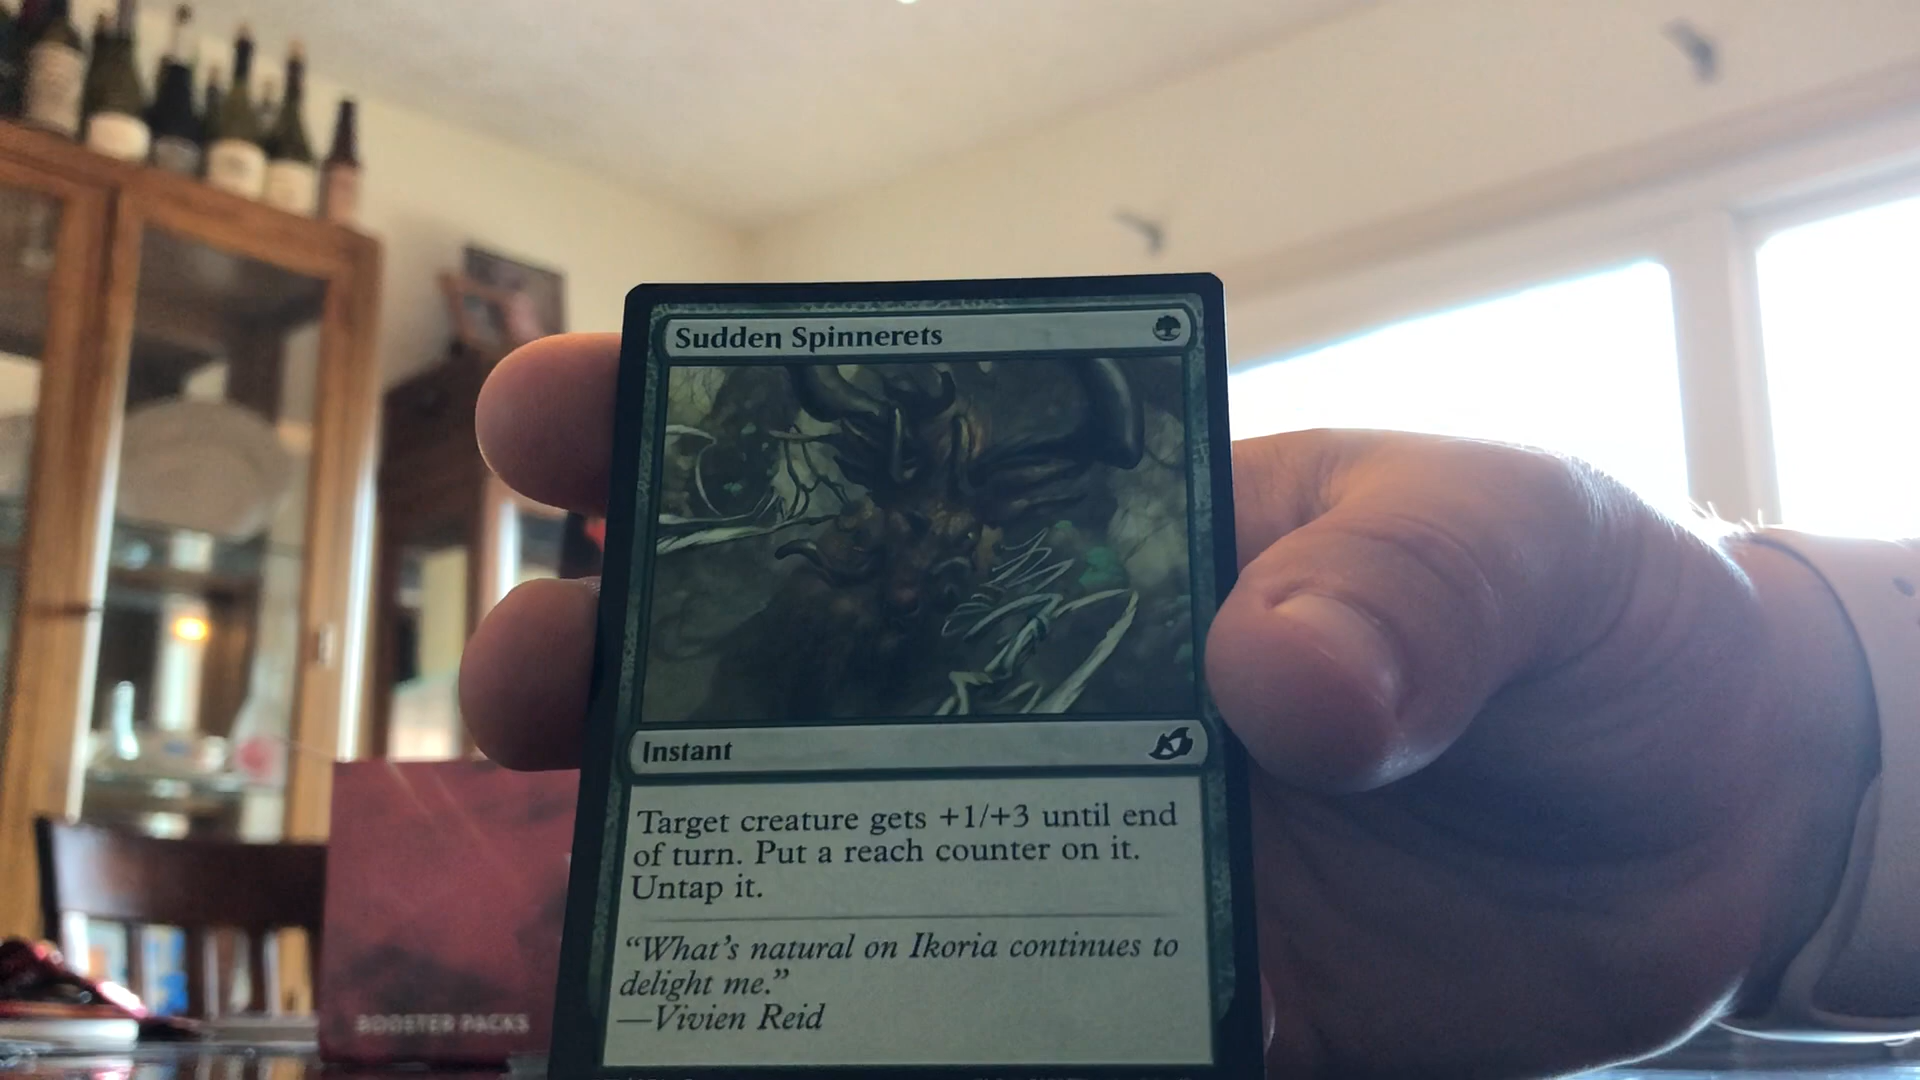 Sudden Spinnerets
Instant
Target creature gets +1/+3 until end
of turn. Put a reach counter on it.
Untap it.
“What’s natural on Ikoria continues to
delight me.”
—Vivien Reid
BOOSTER PACKS